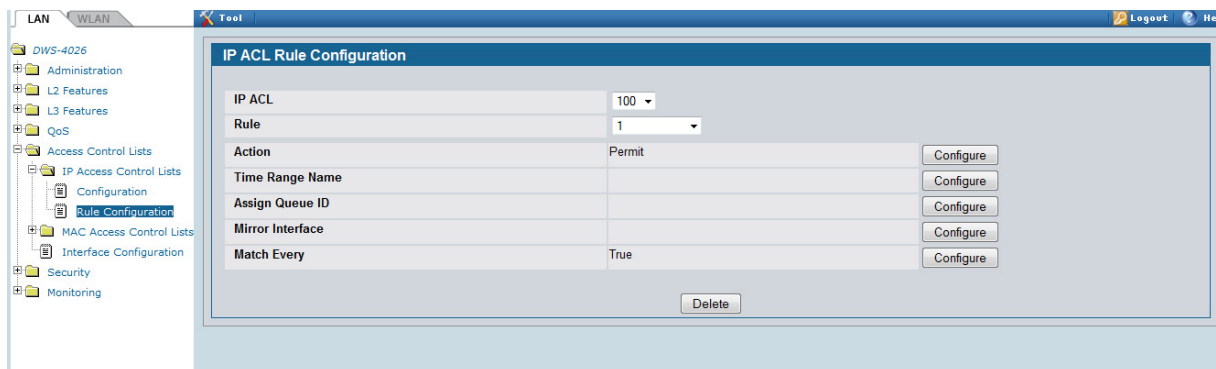 LAN WLAN Tool Logout He
DWS-4026
Administration
L2 Features
L3 Features
QoS
Access Control Lists
IP Access Control Lists
Configuration
Rule Configuration
MAC Access Control Lists
Interface Configuration
Security
Monitoring
IP ACL Rule Configuration
IP ACL 100
Rule 1
Action Permit Configure
Time Range Name Configure
Assign Queue ID Configure
Mirror Interface Configure
Match Every True Configure
Delete